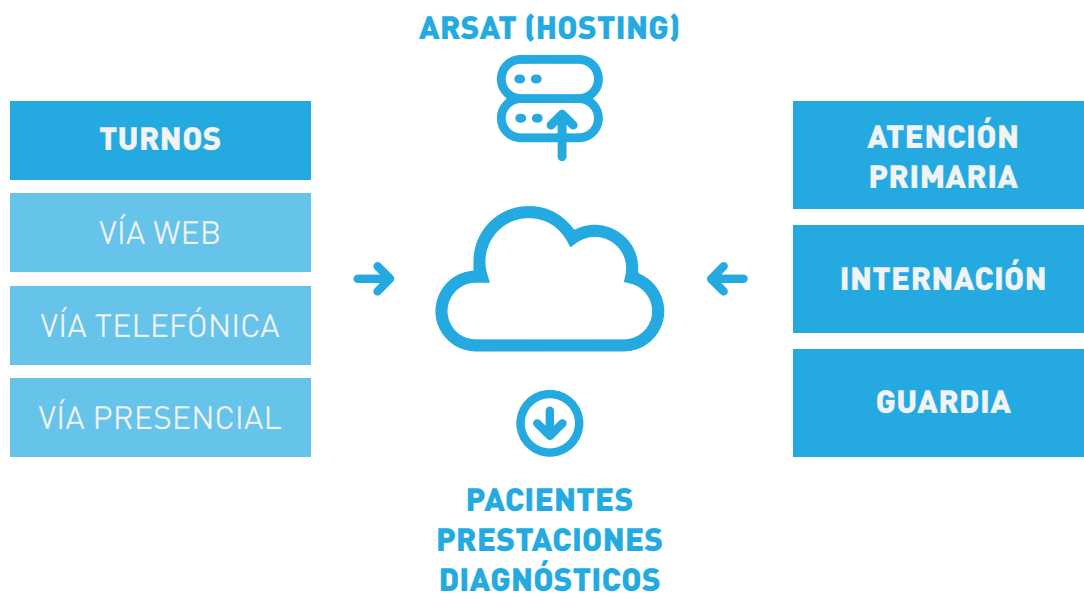 ARSAT (HOSTING)
TURNOS
VÍA WEB
VÍA TELEFÓNICA
VÍA PRESENCIAL
ATENCIÓN
PRIMARIA
INTERNACIÓN
GUARDIA
PACIENTES
PRESTACIONES
DIAGNÓSTICOS